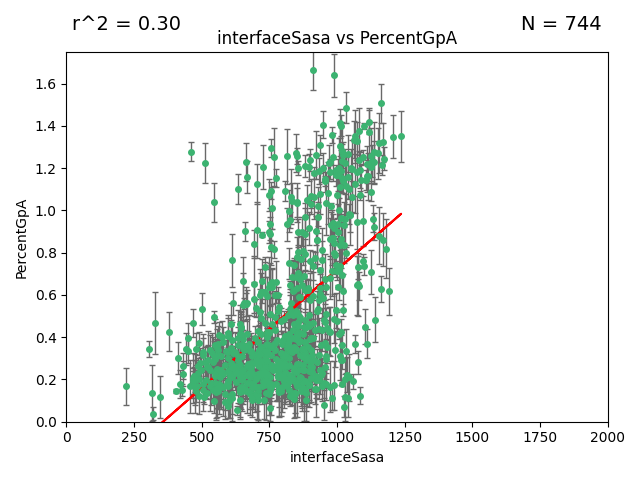 r^2 = 0.30
N = 744
interfaceSasa vs PercentGpA
PercentGpA
1.6
1.4
1.2
1.0
0.8
0.6
0.4
0.2
0.0
0 250 500 750 1000 1250 1500 1750 2000
interfaceSasa